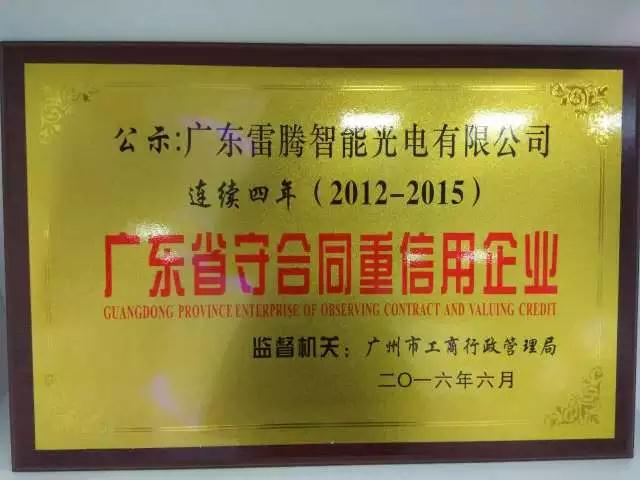 公示:广东雷腾智能光电有限公司
连续四年(2012-2015)
广东省守合同重信用企业
GUANGDONG PROVINCE ENTERPRISE OF OBSERVING CONTRACT AND VALUING CREDIT
监督机关:广州市工商行政管理局
二〇一六年六月